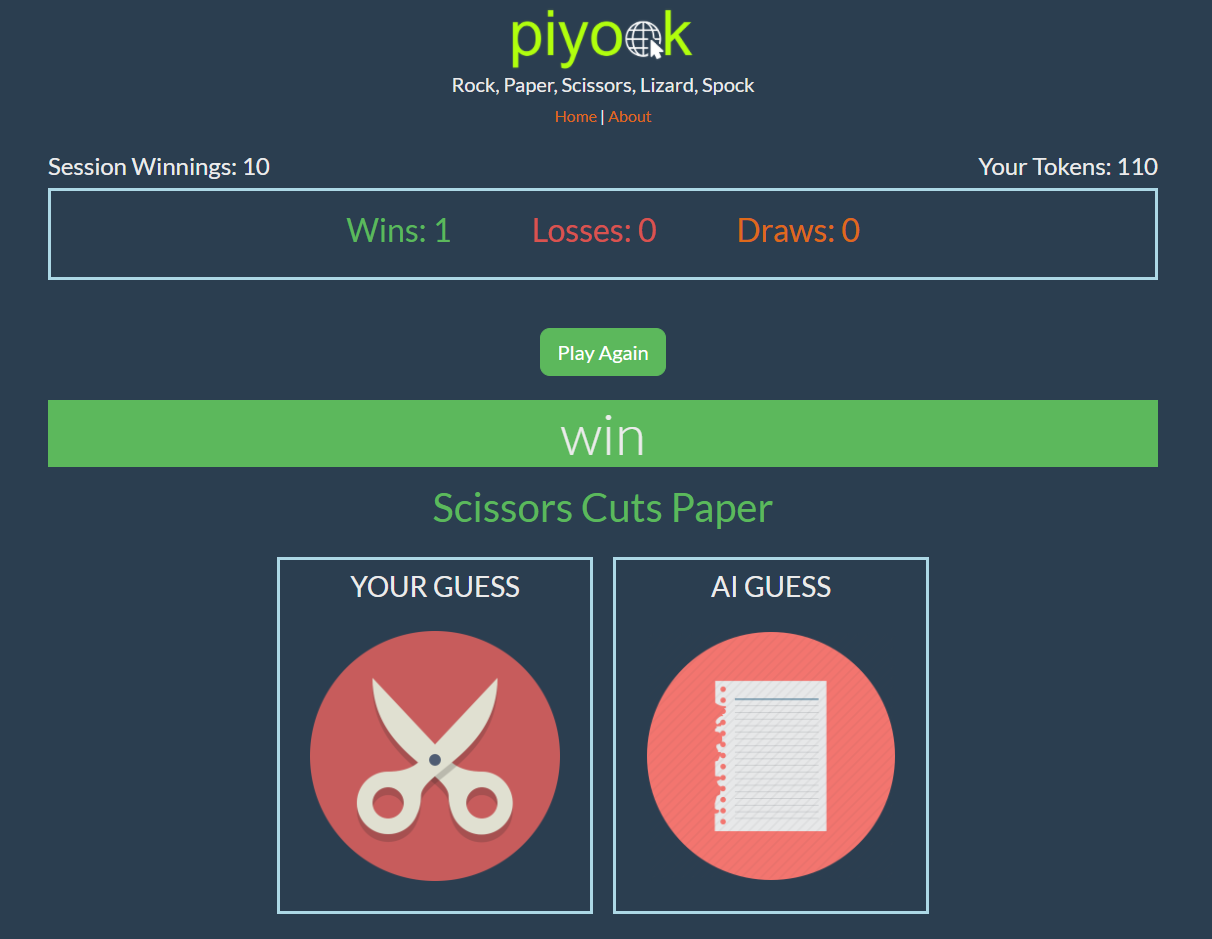 piyook
Rock, Paper, Scissors, Lizard, Spock
Home | About
Session Winnings: 10 Your Tokens: 110
Wins: 1 Losses: 0 Draws: 0
Play Again
win
Scissors Cuts Paper
YOUR GUESS AI GUESS